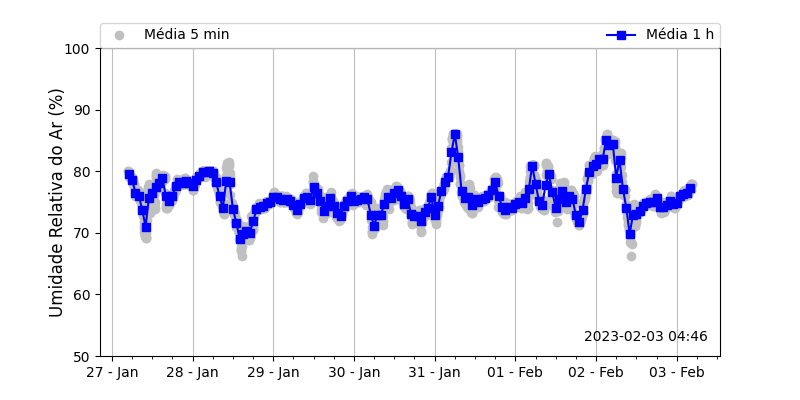 Média 5 min Média 1 h
Umidade Relativa do Ar (%)
100
90
80
70
60
50
2023-02-03 04:46
27 - Jan 28 - Jan 29 - Jan 30 - Jan 31 - Jan 01 - Feb 02 - Feb 03 - Feb